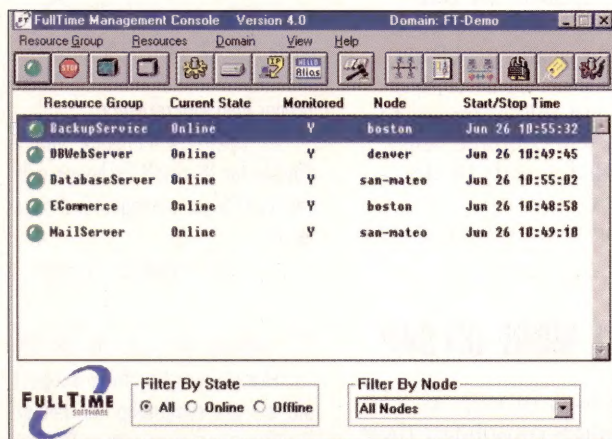 FullTime Management Console Version 4.0 Domain: FT-Demo
Resource Group Resources Domain View Help
STOP HELLO Alias
Resource Group Current State Monitored Node Start/Stop Time
BackupService Online Y boston Jun 26 10:55:32
DBWebServer Online Y denver Jun 26 10:49:45
DatabaseServer Online Y san-mateo Jun 26 10:55:02
ECommerce Online Y boston Jun 26 10:48:58
MailServer Online Y san-mateo Jun 26 10:49:10
FULLTIME
SOFTWARE
Filter By State
All Online Offline
Filter By Node
All Nodes